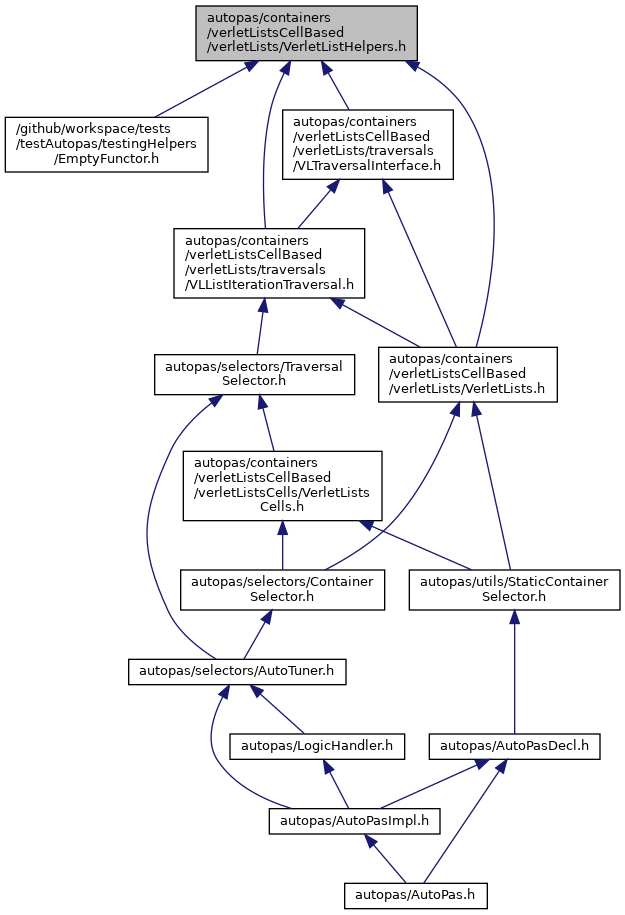 autopas/containers
/verletListsCellBased
/verletLists/VerletListHelpers.h
/github/workspace/tests
/testAutopas/testingHelpers
/EmptyFunctor.h
autopas/containers
/verletListsCellBased
/verletLists/traversals
/VLTraversalInterface.h
autopas/containers
/verletListsCellBased
/verletLists/traversals
/VLListIterationTraversal.h
autopas/selectors/Traversal
Selector.h
autopas/containers
/verletListsCellBased
/verletLists/VerletLists.h
autopas/containers
/verletListsCellBased
/verletListsCells/VerletLists
Cells.h
autopas/selectors/Container
Selector.h
autopas/utils/StaticContainer
Selector.h
autopas/selectors/AutoTuner.h
autopas/LogicHandler.h
autopas/AutoPasDecl.h
autopas/AutoPasImpl.h
autopas/AutoPas.h